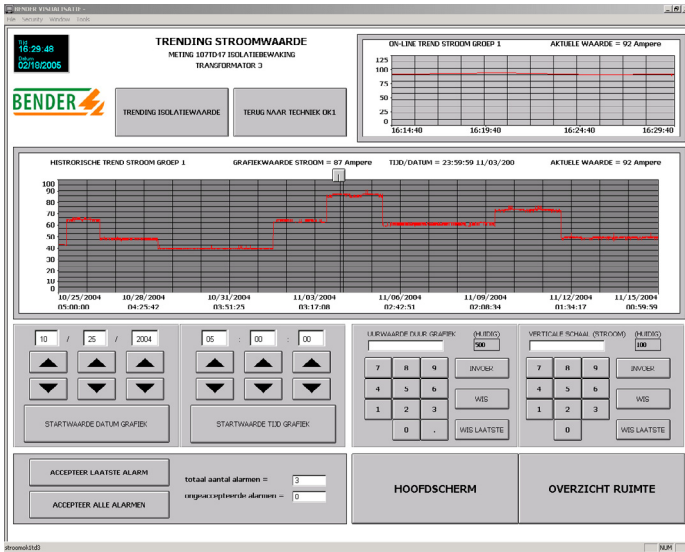 BENDER VISUALISATIE -
File Security Window Tools
Tijd
16:29:48
Datum
02/18/2005
TRENDING STROOMWAARDE
METING 107TD47 ISOLATIEBEWAKING
TRANSFORMATOR 3
BENDER
TRENDING ISOLATIEWAARDE
TERUG NAAR TECHNIEK OK1
ON-LINE TREND STROOM GROEP 1 AKTUELE WAARDE = 92 Ampere
125
100
75
50
25
0
16:14:40 16:19:40 16:24:40 16:29:40
HISTRORISCHE TREND STROOM GROEP 1 GRAFIEKWAARDE STROOM = 87 Ampere TIJD/DATUM = 23:59:59 11/03/200 AKTUELE WAARDE = 92 Ampere
100
90
80
70
60
50
40
30
20
10
0
10/25/2004 10/28/2004 10/31/2004 11/03/2004 11/06/2004 11/09/2004 11/12/2004 11/15/2004
05:00:00 04:25:42 03:51:25 03:17:08 02:42:51 02:08:34 01:34:17 00:59:59
10 / 25 / 2004
STARTWAARDE DATUM GRAFIEK
05 : 00 : 00
STARTWAARDE TIJD GRAFIEK
UURWAARDE DUUR GRAFIEK (HUIDIG)
500
7 8 9 INVOER
4 5 6
WIS
1 2 3
0 . WIS LAATSTE
VERTICALE SCHAAL (STROOM) (HUIDIG)
100
7 8 9 INVOER
4 5 6
WIS
1 2 3
0 WIS LAATSTE
ACCEPTEER LAATSTE ALARM
ACCEPTEER ALLE ALARMEN
totaal aantal alarmen = 3
ongeaccepteerde alarmen = 0
HOOFDSCHERM
OVERZICHT RUIMTE
stroomok1td3
NUM